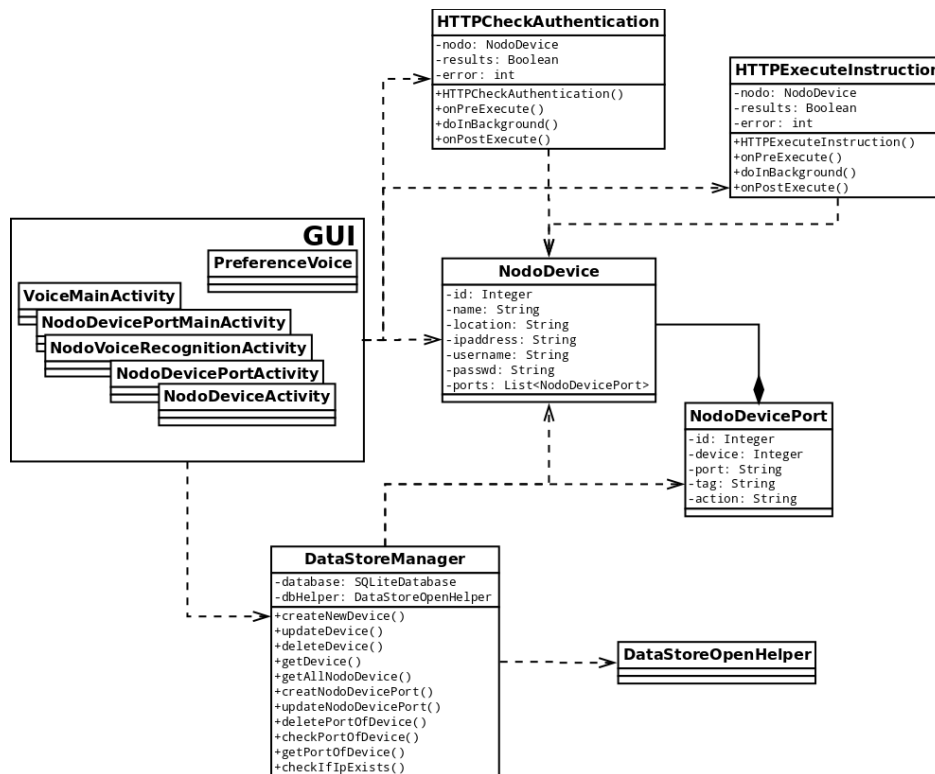 HTTPCheckAuthentication
-nodo: NodoDevice
-results: Boolean
-error: int
+HTTPCheckAuthentication()
+onPreExecute()
+doInBackground()
+onPostExecute()
HTTPExecuteInstruction
-nodo: NodoDevice
-results: Boolean
-error: int
+HTTPExecuteInstruction()
+onPreExecute()
+doInBackground()
+onPostExecute()
GUI
PreferenceVoice
VoiceMainActivity
NodoDevicePortMainActivity
NodoVoiceRecognitionActivity
NodoDevicePortActivity
NodoDeviceActivity
NodoDevice
-id: Integer
-name: String
-location: String
-ipaddress: String
-username: String
-passwd: String
-ports: List<NodoDevicePort>
NodoDevicePort
-id: Integer
-device: Integer
-port: String
-tag: String
-action: String
DataStoreManager
-database: SQLiteDatabase
-dbHelper: DataStoreOpenHelper
+createNewDevice()
+updateDevice()
+deleteDevice()
+getDevice()
+getAllNodoDevice()
+creatNodoDevicePort()
+updateNodoDevicePort()
+deletePortOfDevice()
+checkPortOfDevice()
+getPortOfDevice()
+checkIfIpExists()
DataStoreOpenHelper